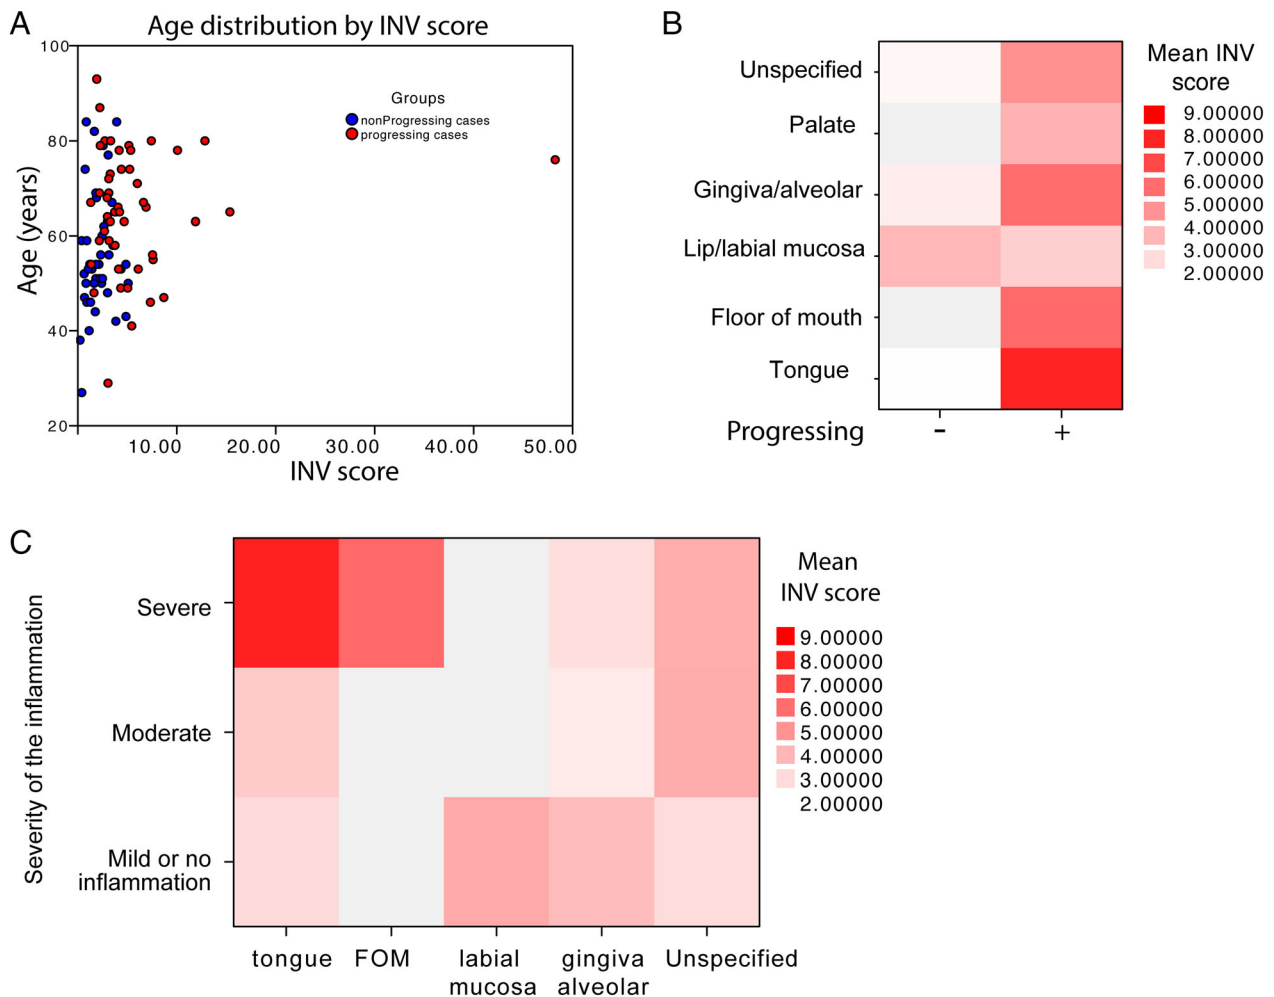 A
Age distribution by INV score
100
80
60
40
20
Age (years)
Groups
nonProgressing cases
progressing cases
10.00 20.00 30.00 40.00 50.00
INV score
B
Unspecified
Palate
Gingiva/alveolar
Lip/labial mucosa
Floor of mouth
Tongue
Progressing - +
Mean INV
score
9.00000
8.00000
7.00000
6.00000
5.00000
4.00000
3.00000
2.00000
C
Severity of the inflammation
Severe
Moderate
Mild or no
inflammation
tongue FOM labial mucosa gingiva alveolar Unspecified
Mean
INV score
9.00000
8.00000
7.00000
6.00000
5.00000
4.00000
3.00000
2.00000